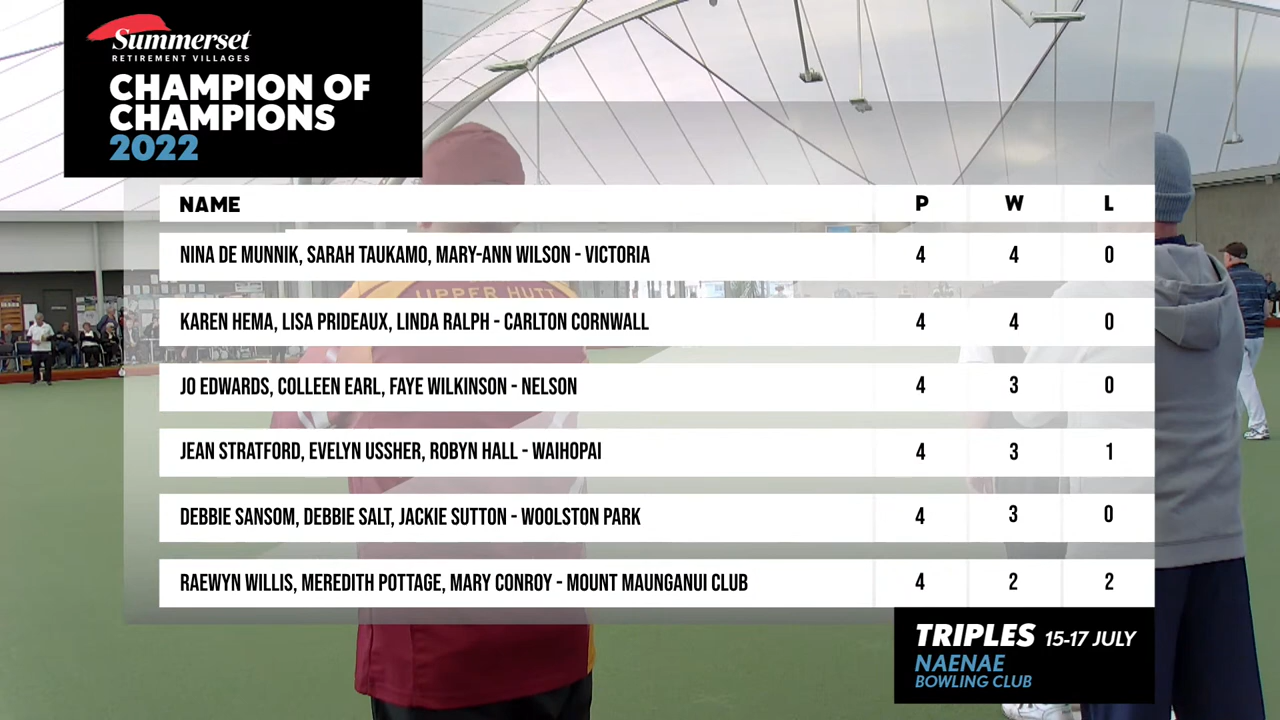 Summerset
RETIREMENT VILLAGES
CHAMPION OF
CHAMPIONS
2022
NAME P W L
NINA DE MUNNIK, SARAH TAUKAMO, MARY-ANN WILSON - VICTORIA 4 4 0
UPPER HUTT
KAREN HEMA, LISA PRIDEAUX, LINDA RALPH - CARLTON CORNWALL 4 4 0
JO EDWARDS, COLLEEN EARL, FAYE WILKINSON - NELSON 4 3 0
JEAN STRATFORD, EVELYN USSHER, ROBYN HALL - WAIHOPAI 4 3 1
DEBBIE SANSOM, DEBBIE SALT, JACKIE SUTTON - WOOLSTON PARK 4 3 0
RAEWYN WILLIS, MEREDITH POTTAGE, MARY CONROY - MOUNT MAUNGANUI CLUB 4 2 2
TRIPLES 15-17 JULY
NAENAE
BOWLING CLUB